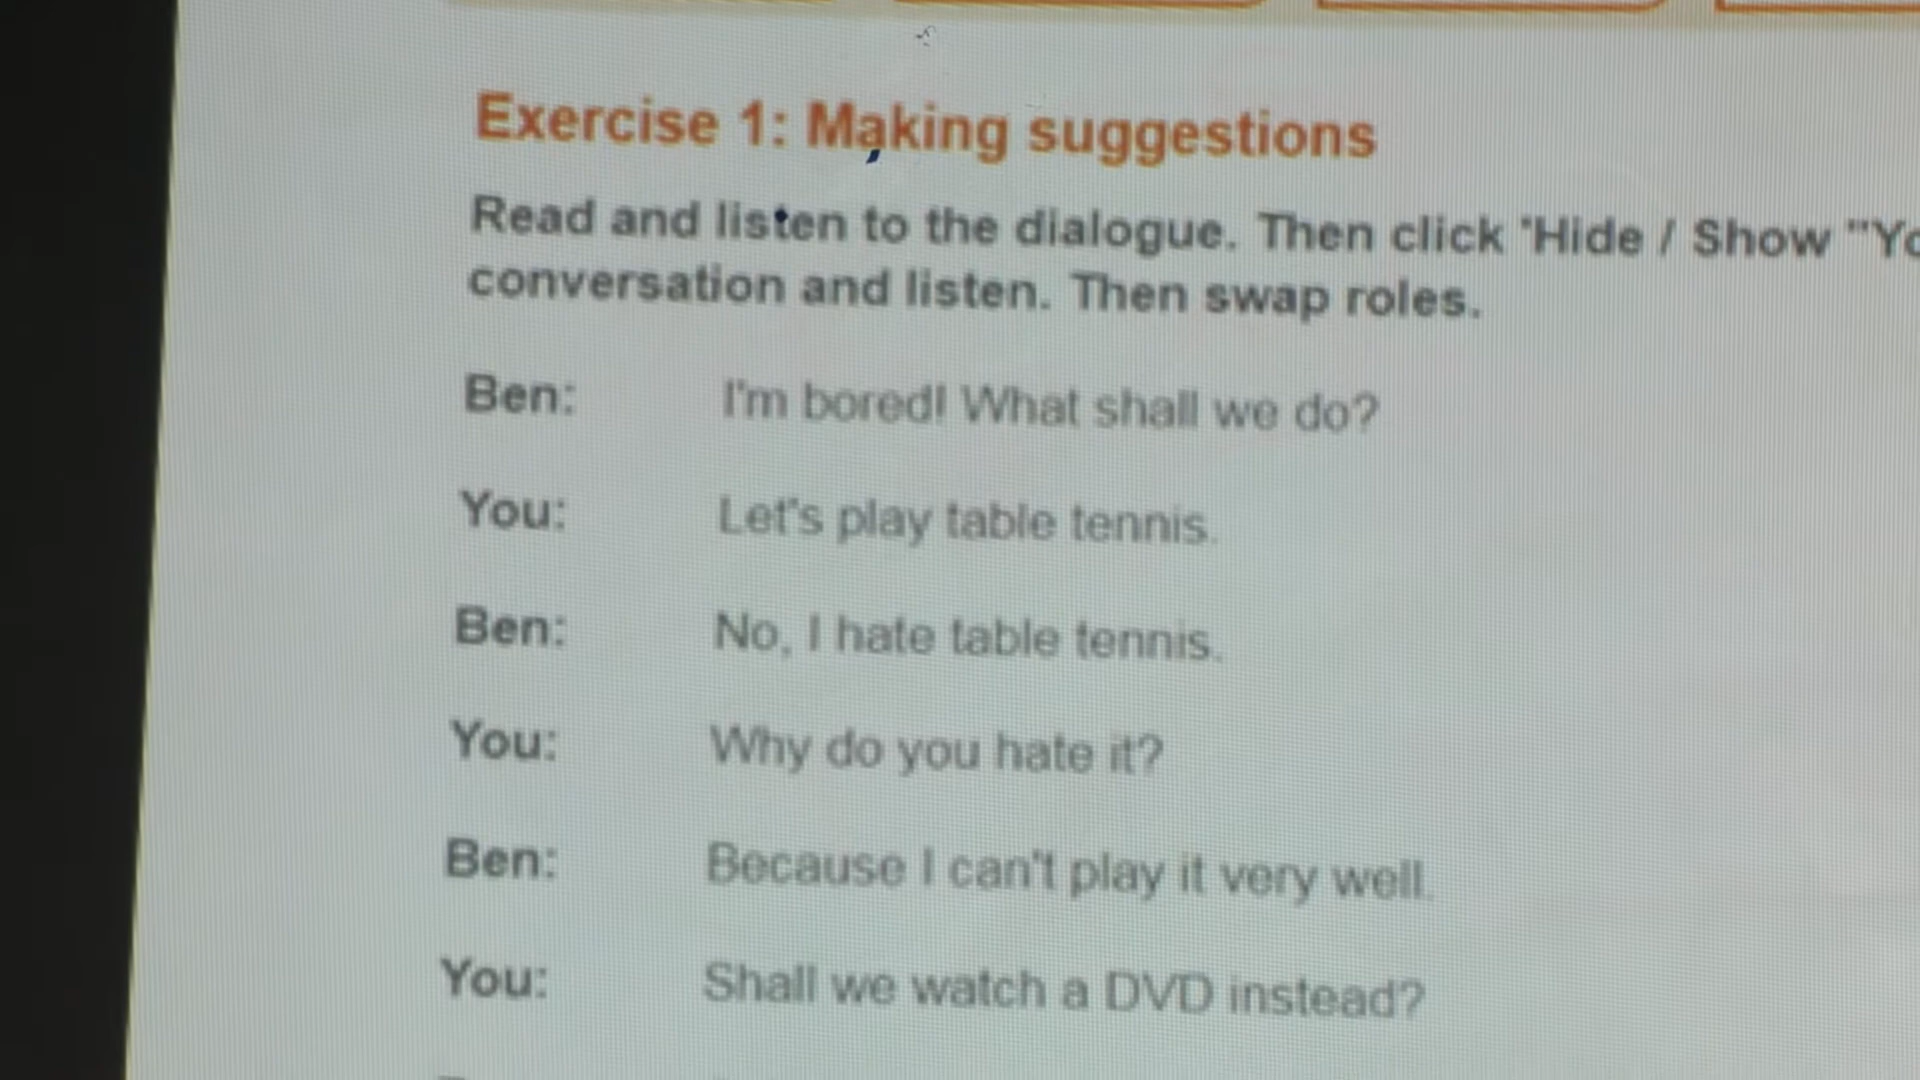 Exercise 1: Making suggestions
Read and listen to the dialogue. Then click 'Hide / Show "'Yo
conversation and listen. Then swap roles.
Ben: I'm bored! What shall we do?
You: Let's play table tennis.
Ben: No, I hate table tennis.
You: Why do you hate it?
Ben: Because I can't play it very well.
You: Shall we watch a DVD instead?